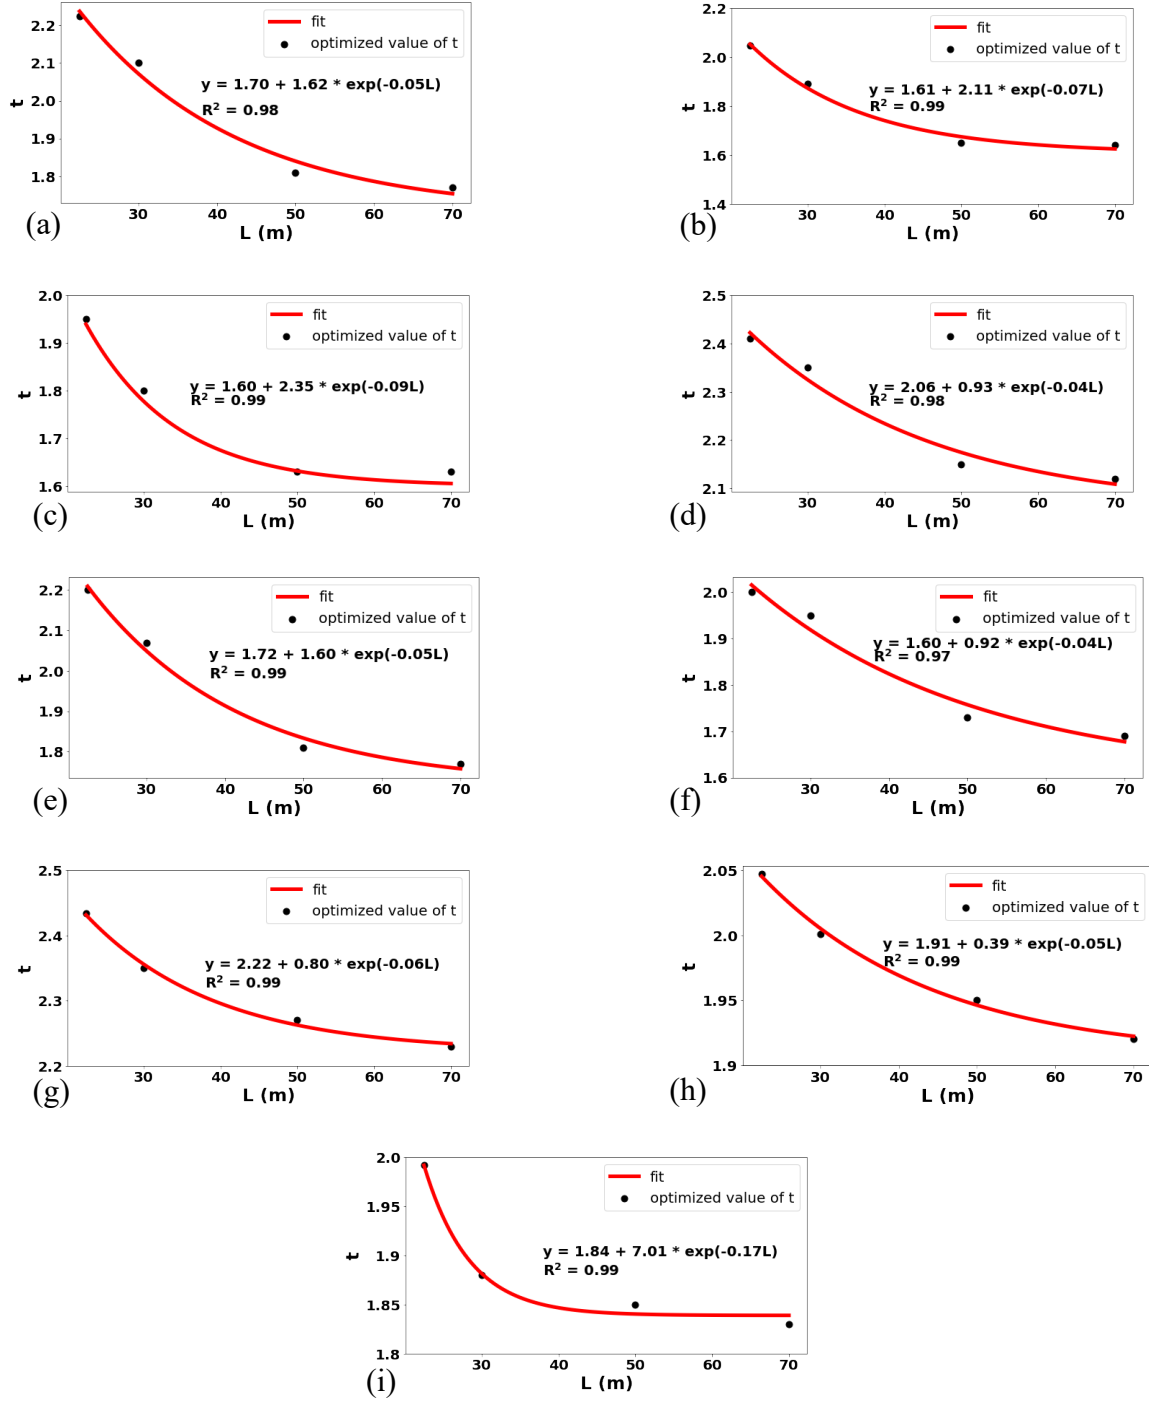 2.2
2.1
2.0
1.9
1.8
t
fit
optimized value of t
y = 1.70 + 1.62 * exp(-0.05L)
R² = 0.98
30 40 50 60 70
L (m)
(a)
2.2
2.0
1.8
1.6
1.4
t
fit
optimized value of t
y = 1.61 + 2.11 * exp(-0.07L)
R² = 0.99
30 40 50 60 70
L (m)
(b)
2.0
1.9
1.8
1.7
1.6
t
fit
optimized value of t
y = 1.60 + 2.35 * exp(-0.09L)
R² = 0.99
30 40 50 60 70
L (m)
(c)
2.5
2.4
2.3
2.2
2.1
t
fit
optimized value of t
y = 2.06 + 0.93 * exp(-0.04L)
R² = 0.98
30 40 50 60 70
L (m)
(d)
2.2
2.1
2.0
1.9
1.8
t
fit
optimized value of t
y = 1.72 + 1.60 * exp(-0.05L)
R² = 0.99
30 40 50 60 70
L (m)
(e)
2.0
1.9
1.8
1.7
1.6
t
fit
optimized value of t
y = 1.60 + 0.92 * exp(-0.04L)
R² = 0.97
30 40 50 60 70
L (m)
(f)
2.5
2.4
2.3
2.2
t
fit
optimized value of t
y = 2.22 + 0.80 * exp(-0.06L)
R² = 0.99
30 40 50 60 70
L (m)
(g)
2.05
2.0
1.95
1.9
t
fit
optimized value of t
y = 1.91 + 0.39 * exp(-0.05L)
R² = 0.99
30 40 50 60 70
L (m)
(h)
2.0
1.95
1.9
1.85
1.8
t
fit
optimized value of t
y = 1.84 + 7.01 * exp(-0.17L)
R² = 0.99
30 40 50 60 70
L (m)
(i)